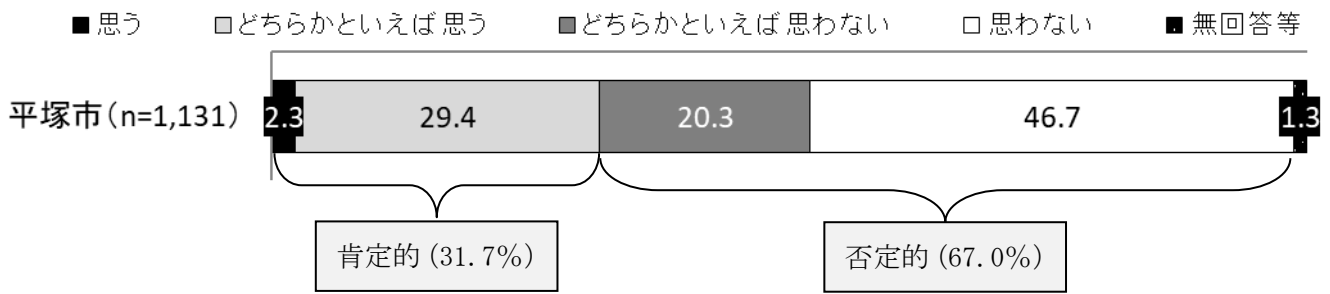 ■思う □どちらかといえば思う ■どちらかといえば思わない □思わない ■無回答等
平塚市(n=1,131) 2.3 29.4 20.3 46.7 1.3
肯定的(31.7%) 否定的(67.0%)